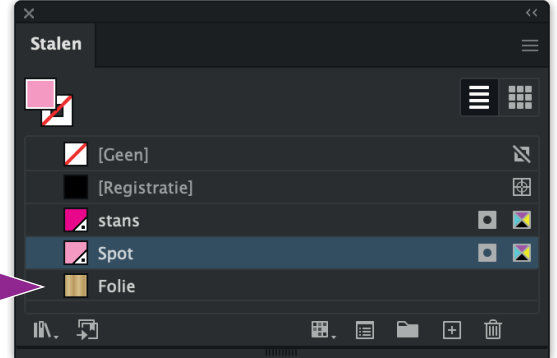 Stalen
[Geen]
[Registratie]
stans
Spot
Folie